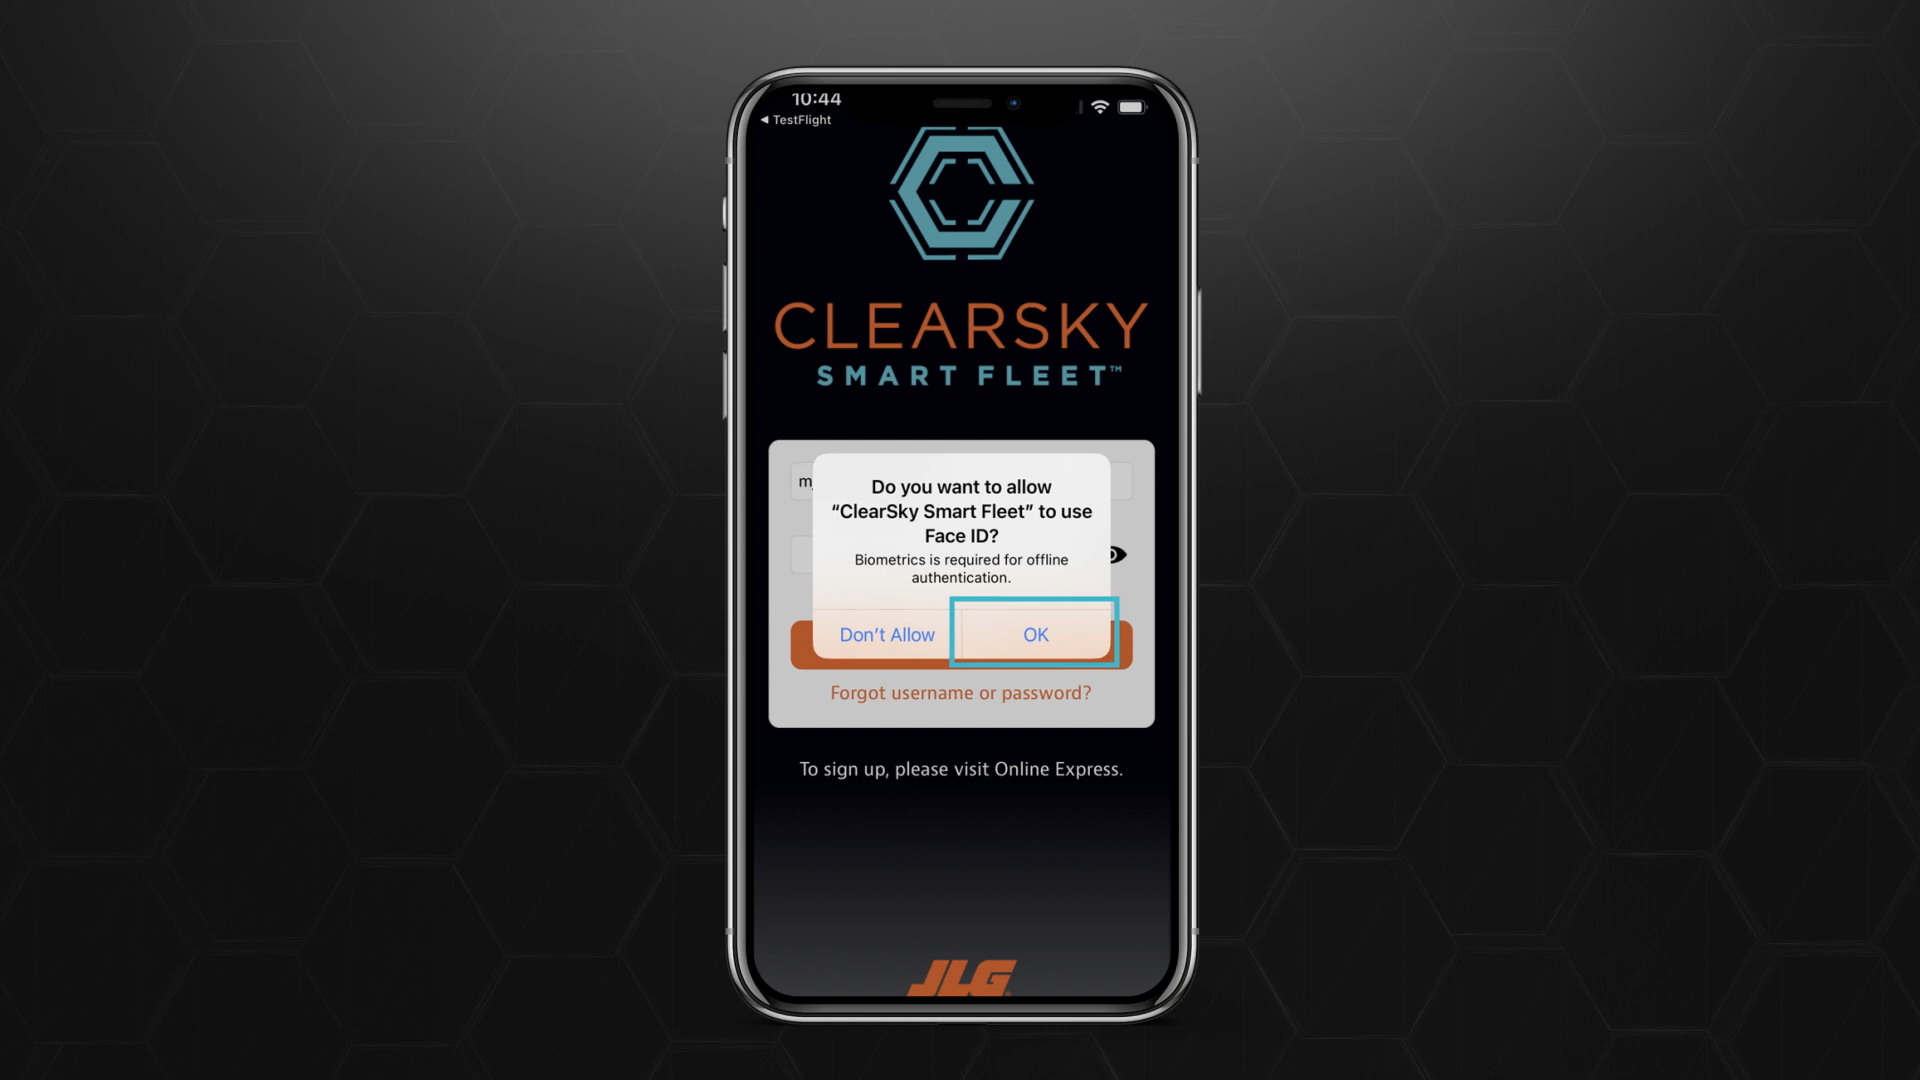 10:44
◀ TestFlight
CLEARSKY
SMART FLEET™
Do you want to allow
“ClearSky Smart Fleet” to use
Face ID?
Biometrics is required for offline
authentication.
Don’t Allow
OK
Forgot username or password?
To sign up, please visit Online Express.
JLG